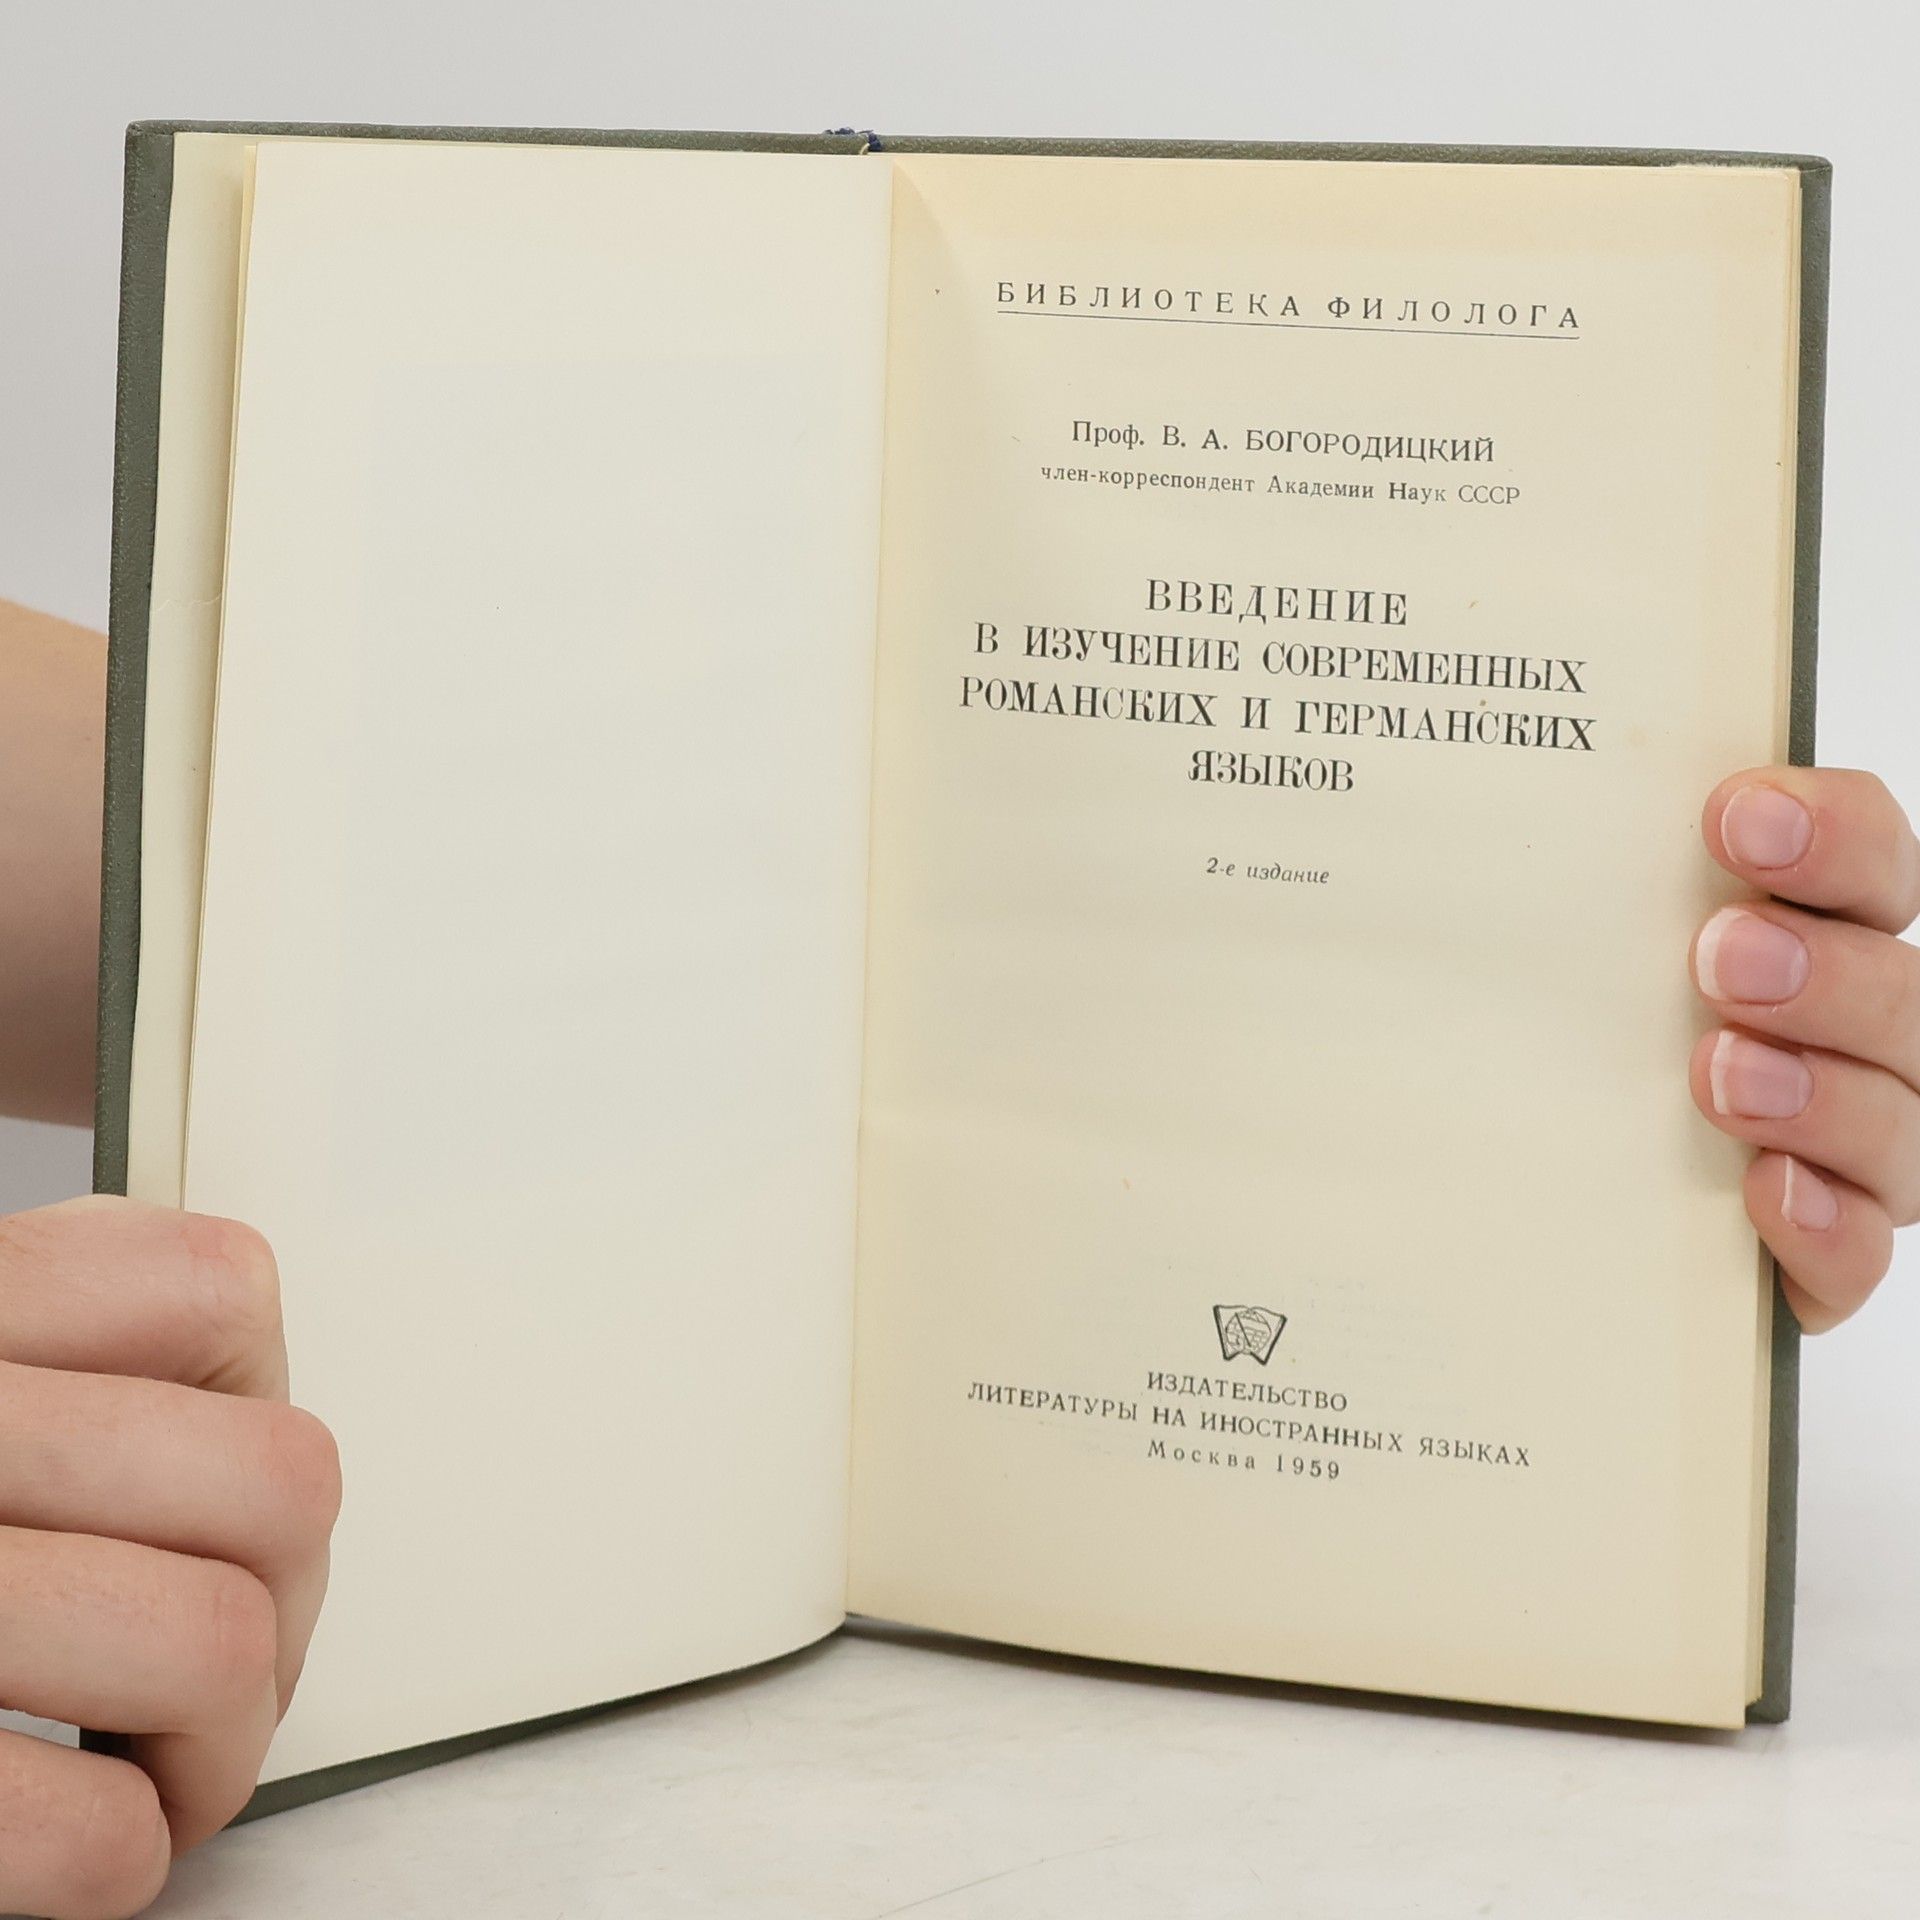 БИБЛИОТЕКА ФИЛОЛОГА
Проф. В. А. БОГОРОДИЦКИЙ
член-корреспондент Академии Наук СССР
ВВЕДЕНИЕ
В ИЗУЧЕНИЕ СОВРЕМЕННЫХ
РОМАНСКИХ И ГЕРМАНСКИХ
ЯЗЫКОВ
2-е издание
ИЗДАТЕЛЬСТВО
ЛИТЕРАТУРЫ НА ИНОСТРАННЫХ ЯЗЫКАХ
Москва 1959